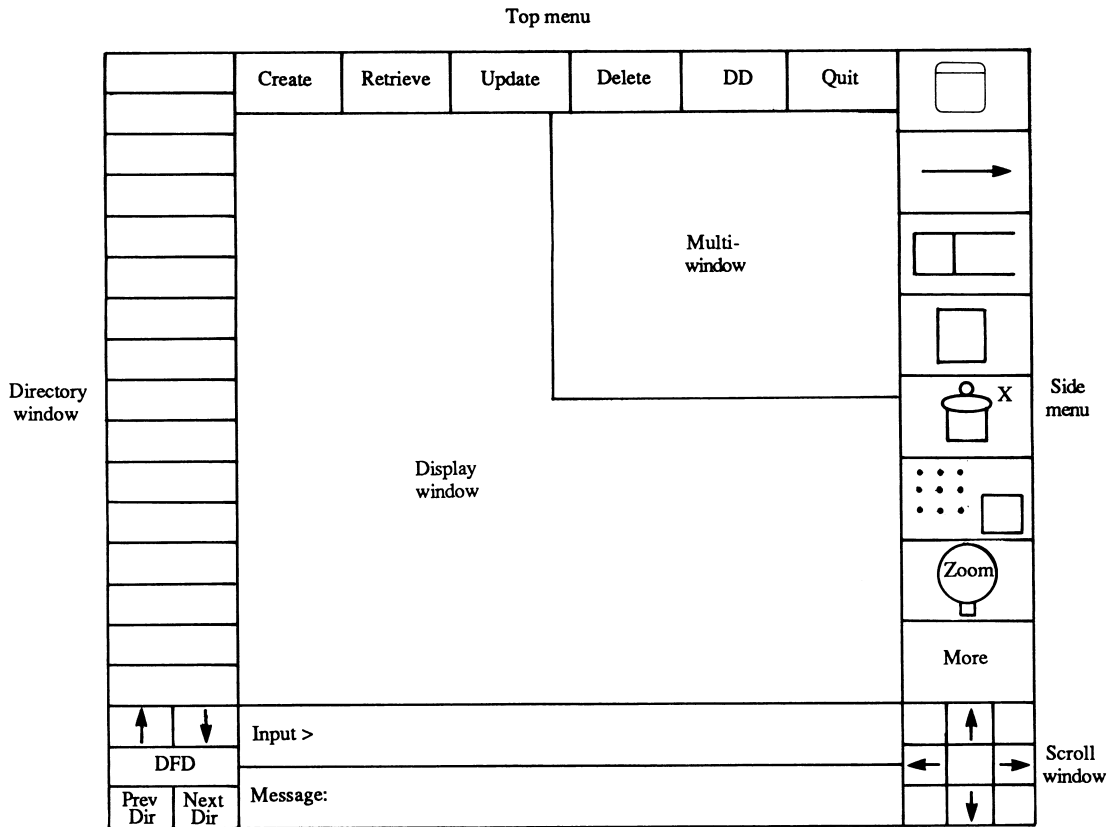 Top menu
Create
Retrieve
Update
Delete
DD
Quit
Multi-
window
Directory
window
X
Side
menu
Display
window
Zoom
More
Input >
DFD
Scroll
window
Message:
Prev
Dir
Next
Dir